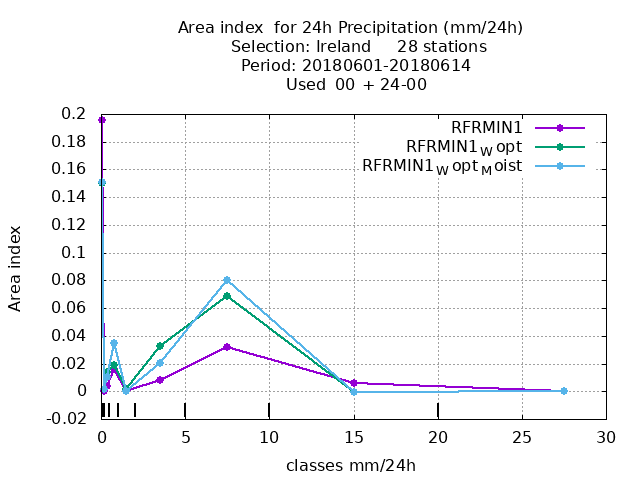 Area index  for 24h Precipitation (mm/24h)
Selection: Ireland     28 stations
Period: 20180601-20180614
Used  00  + 24-00
RFRMIN1
RFRMIN1Wopt
RFRMIN1WoptMoist
0.2
0.18
0.16
0.14
0.12
0.1
0.08
0.06
0.04
0.02
0
-0.02
Area index
0 5 10 15 20 25 30
classes mm/24h